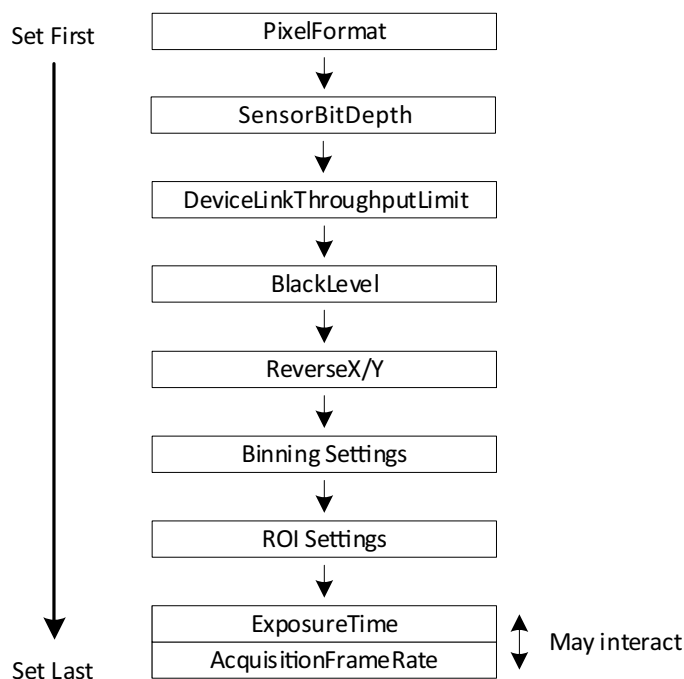 Set First
PixelFormat
SensorBitDepth
DeviceLinkThroughputLimit
BlackLevel
ReverseX/Y
Binning Settings
ROI Settings
ExposureTime
AcquisitionFrameRate
May interact
Set Last